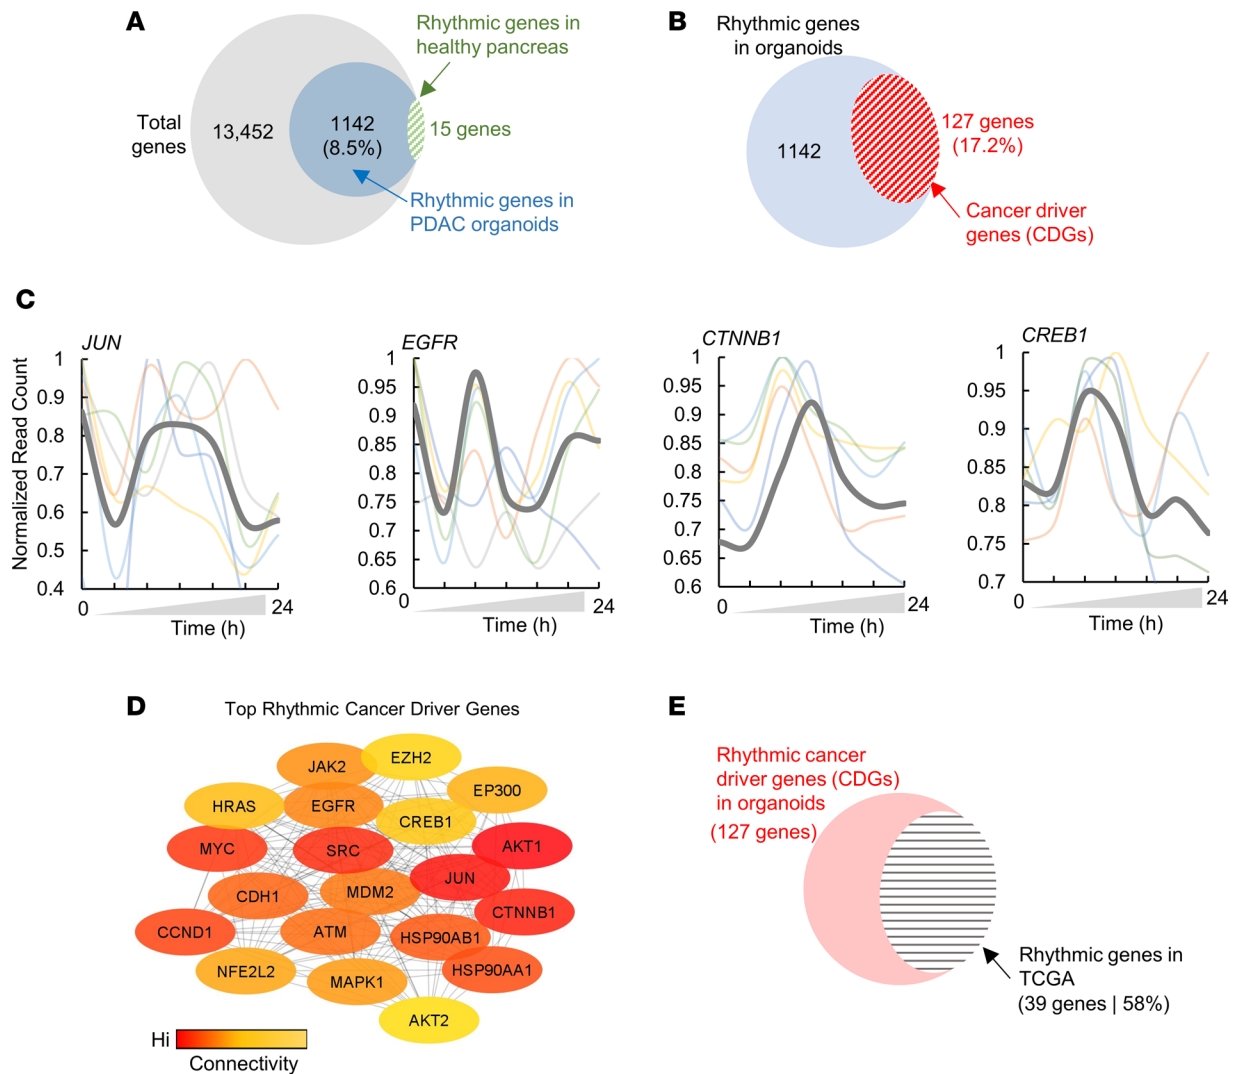 A
Rhythmic genes in
healthy pancreas
Total
genes
13,452
1142
(8.5%)
15 genes
Rhythmic genes in
PDAC organoids
B
Rhythmic genes
in organoids
1142
127 genes
(17.2%)
Cancer driver
genes (CDGs)
C
Normalized Read Count
JUN
1
0.9
0.8
0.7
0.6
0.5
0.4
0
24
Time (h)
EGFR
1
0.95
0.9
0.85
0.8
0.75
0.7
0.65
0.6
0
24
Time (h)
CTNNB1
1
0.95
0.9
0.85
0.8
0.75
0.7
0.65
0.6
0
24
Time (h)
CREB1
1
0.95
0.9
0.85
0.8
0.75
0.7
0
24
Time (h)
D
Top Rhythmic Cancer Driver Genes
EZH2
JAK2
EP300
HRAS
EGFR
CREB1
MYC
SRC
AKT1
JUN
CDH1
MDM2
CTNNB1
CCND1
ATM
HSP90AB1
NFE2L2
MAPK1
HSP90AA1
AKT2
Hi
Connectivity
E
Rhythmic cancer
driver genes (CDGs)
in organoids
(127 genes)
Rhythmic genes in
TCGA
(39 genes | 58%)